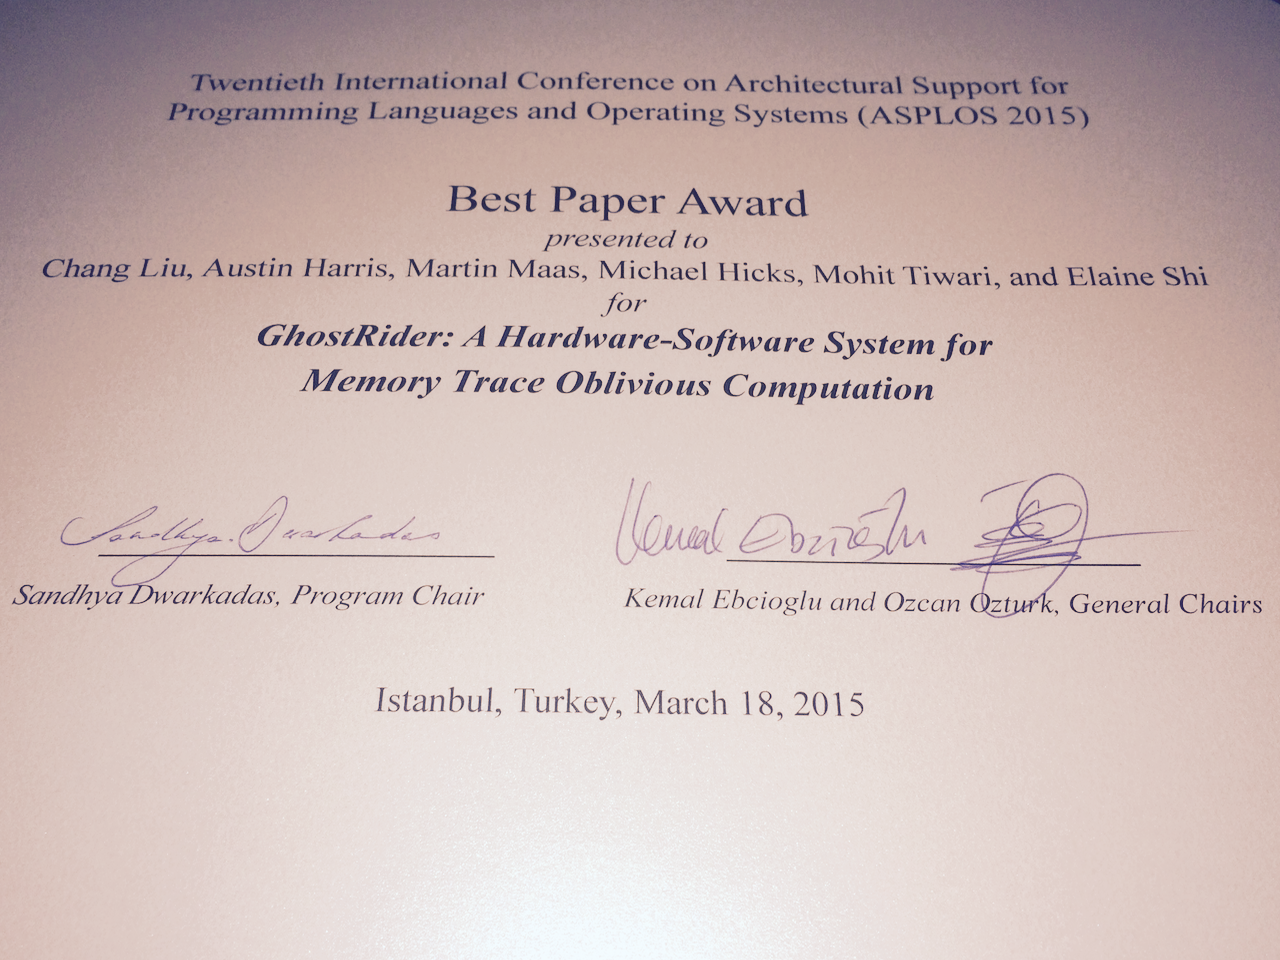 Twentieth International Conference on Architectural Support for
Programming Languages and Operating Systems (ASPLOS 2015)
Best Paper Award
presented to
Chang Liu, Austin Harris, Martin Maas, Michael Hicks, Mohit Tiwari, and Elaine Shi
for
GhostRider: A Hardware-Software System for
Memory Trace Oblivious Computation
Sandhya Dwarkadas
Kemal Ebcioğlu
Sandhya Dwarkadas, Program Chair
Kemal Ebcioglu and Ozcan Ozturk, General Chairs
Istanbul, Turkey, March 18, 2015